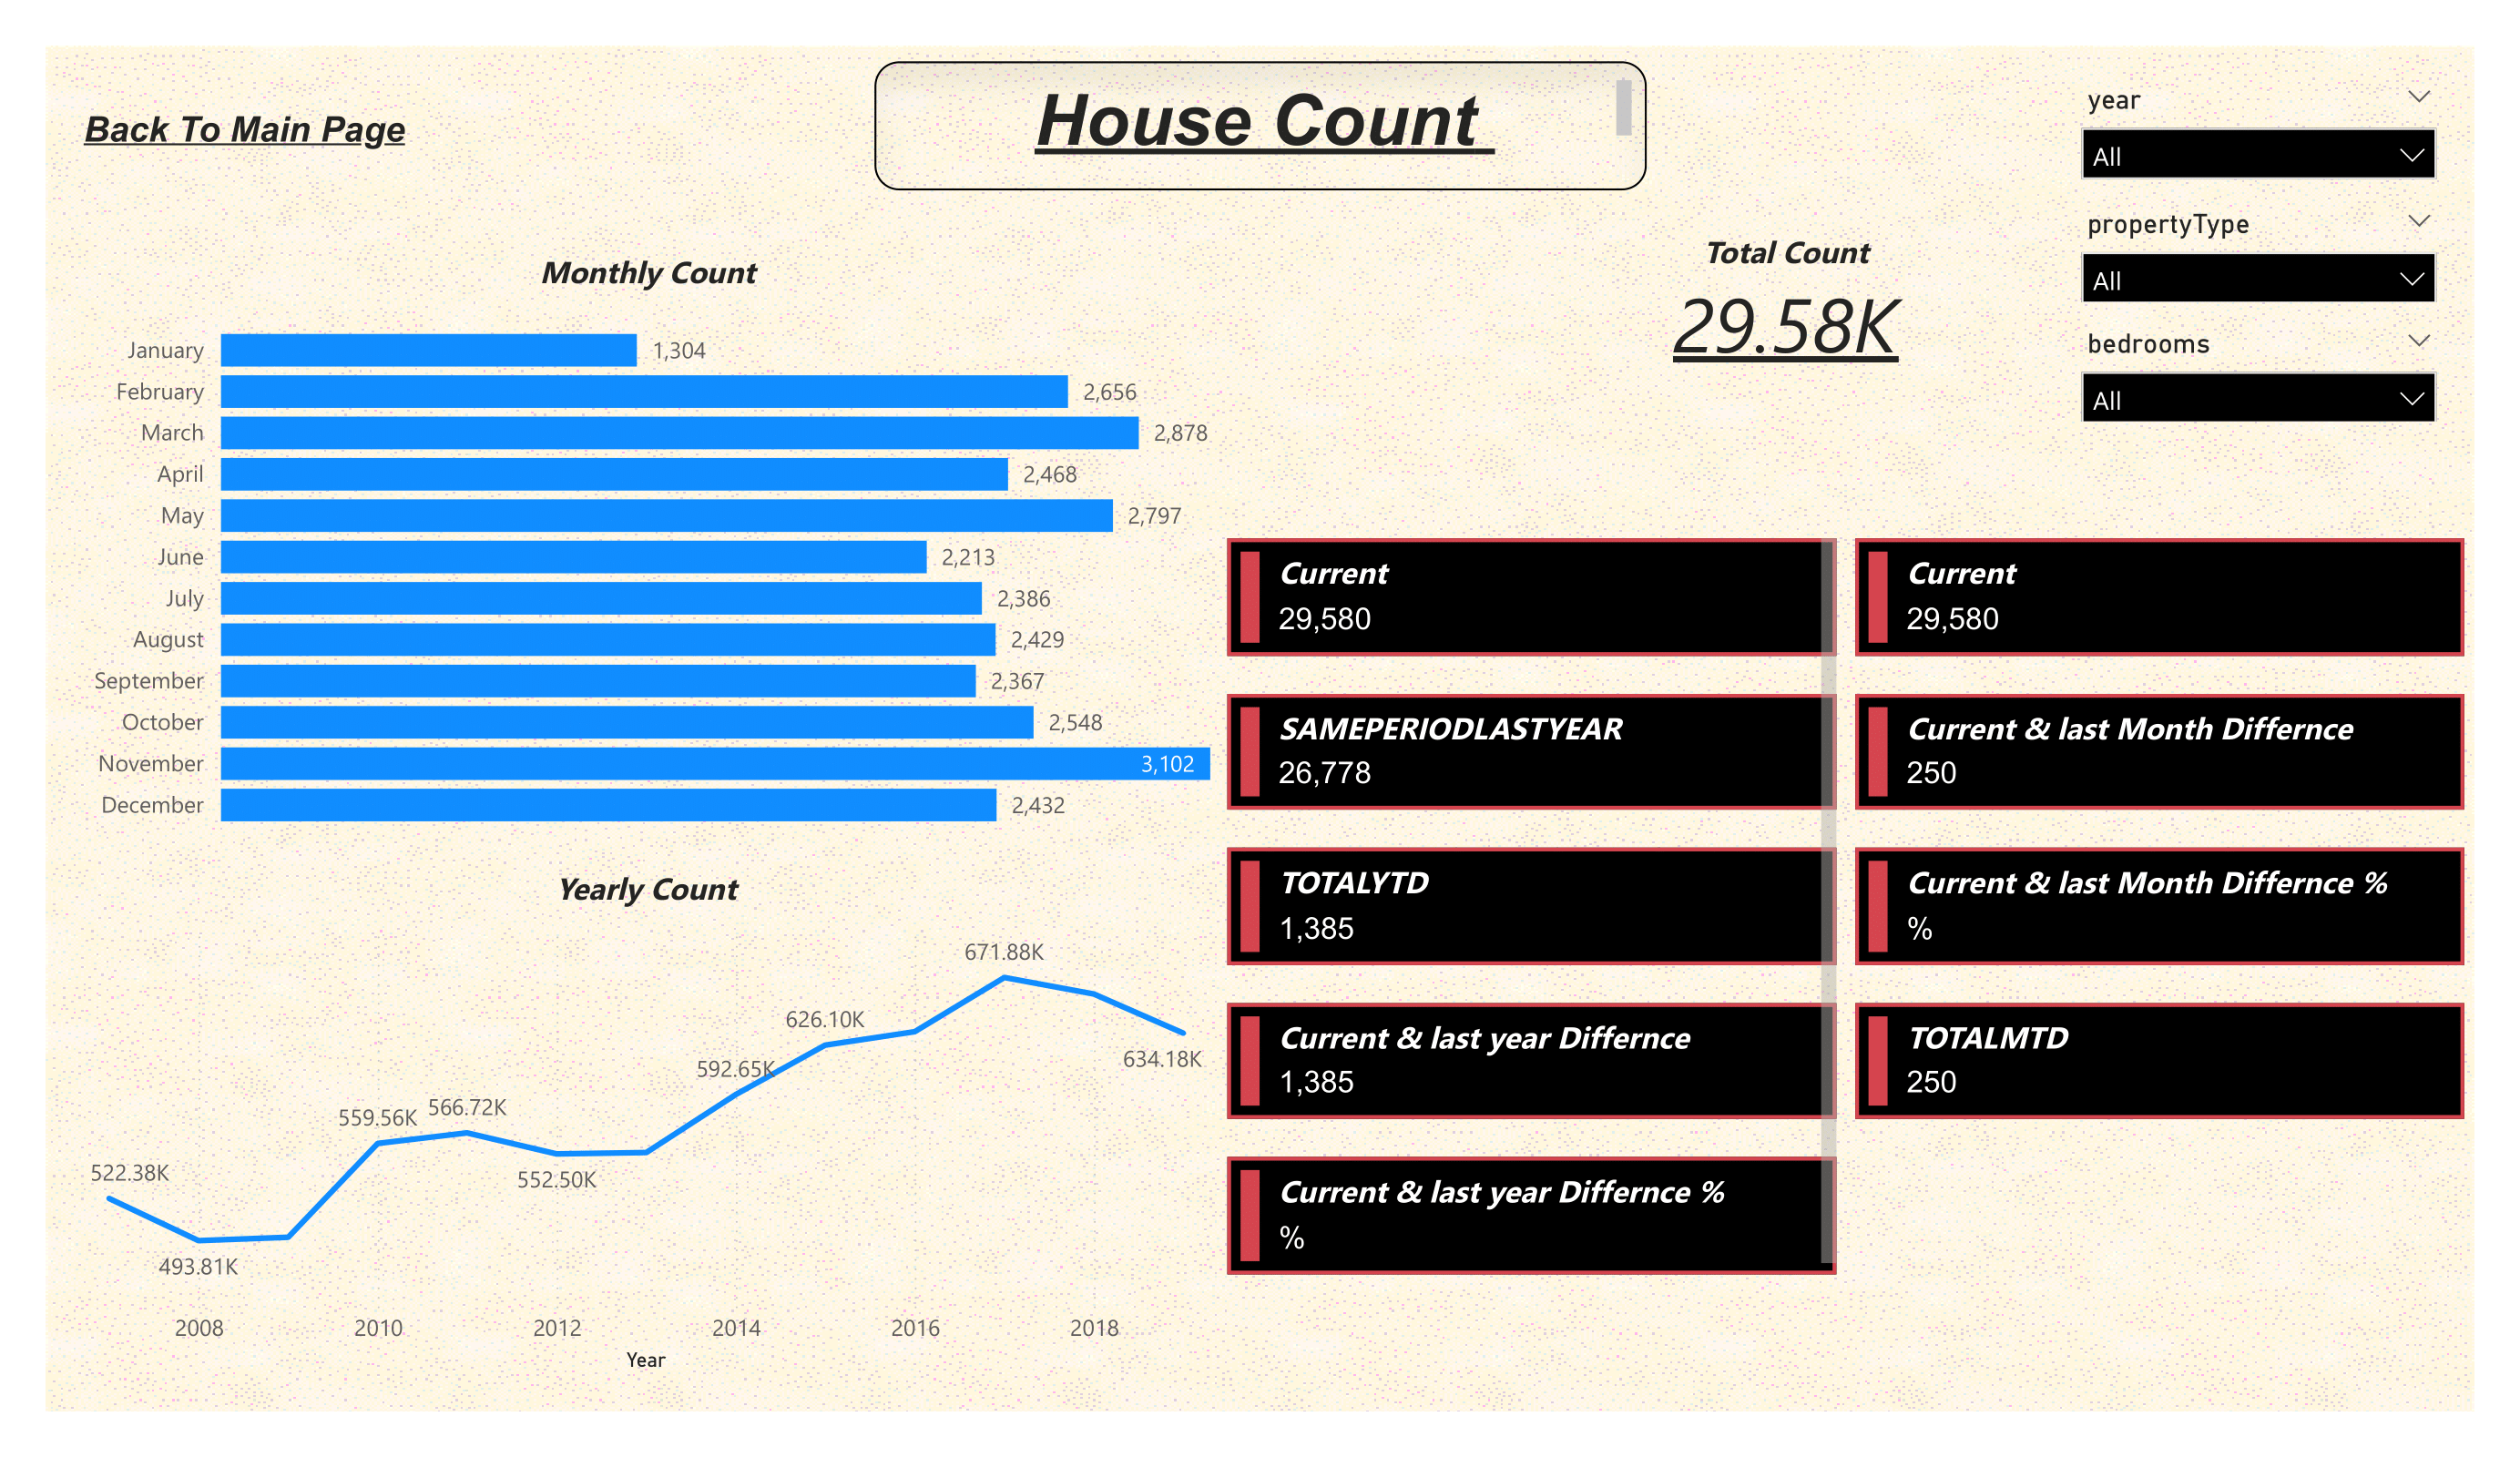 Back To Main Page
House Count
year
All
propertyType
All
bedrooms
All
Total Count
29.58K
Monthly Count
January 1,304
February 2,656
March 2,878
April 2,468
May 2,797
June 2,213
July 2,386
August 2,429
September 2,367
October 2,548
November 3,102
December 2,432
Yearly Count
522.38K
493.81K
559.56K
566.72K
552.50K
592.65K
626.10K
671.88K
634.18K
2008 2010 2012 2014 2016 2018
Year
Current
29,580
SAMEPERIODLASTYEAR
26,778
TOTALYTD
1,385
Current & last year Differnce
1,385
Current & last year Differnce %
%
Current
29,580
Current & last Month Differnce
250
Current & last Month Differnce %
%
TOTALMTD
250